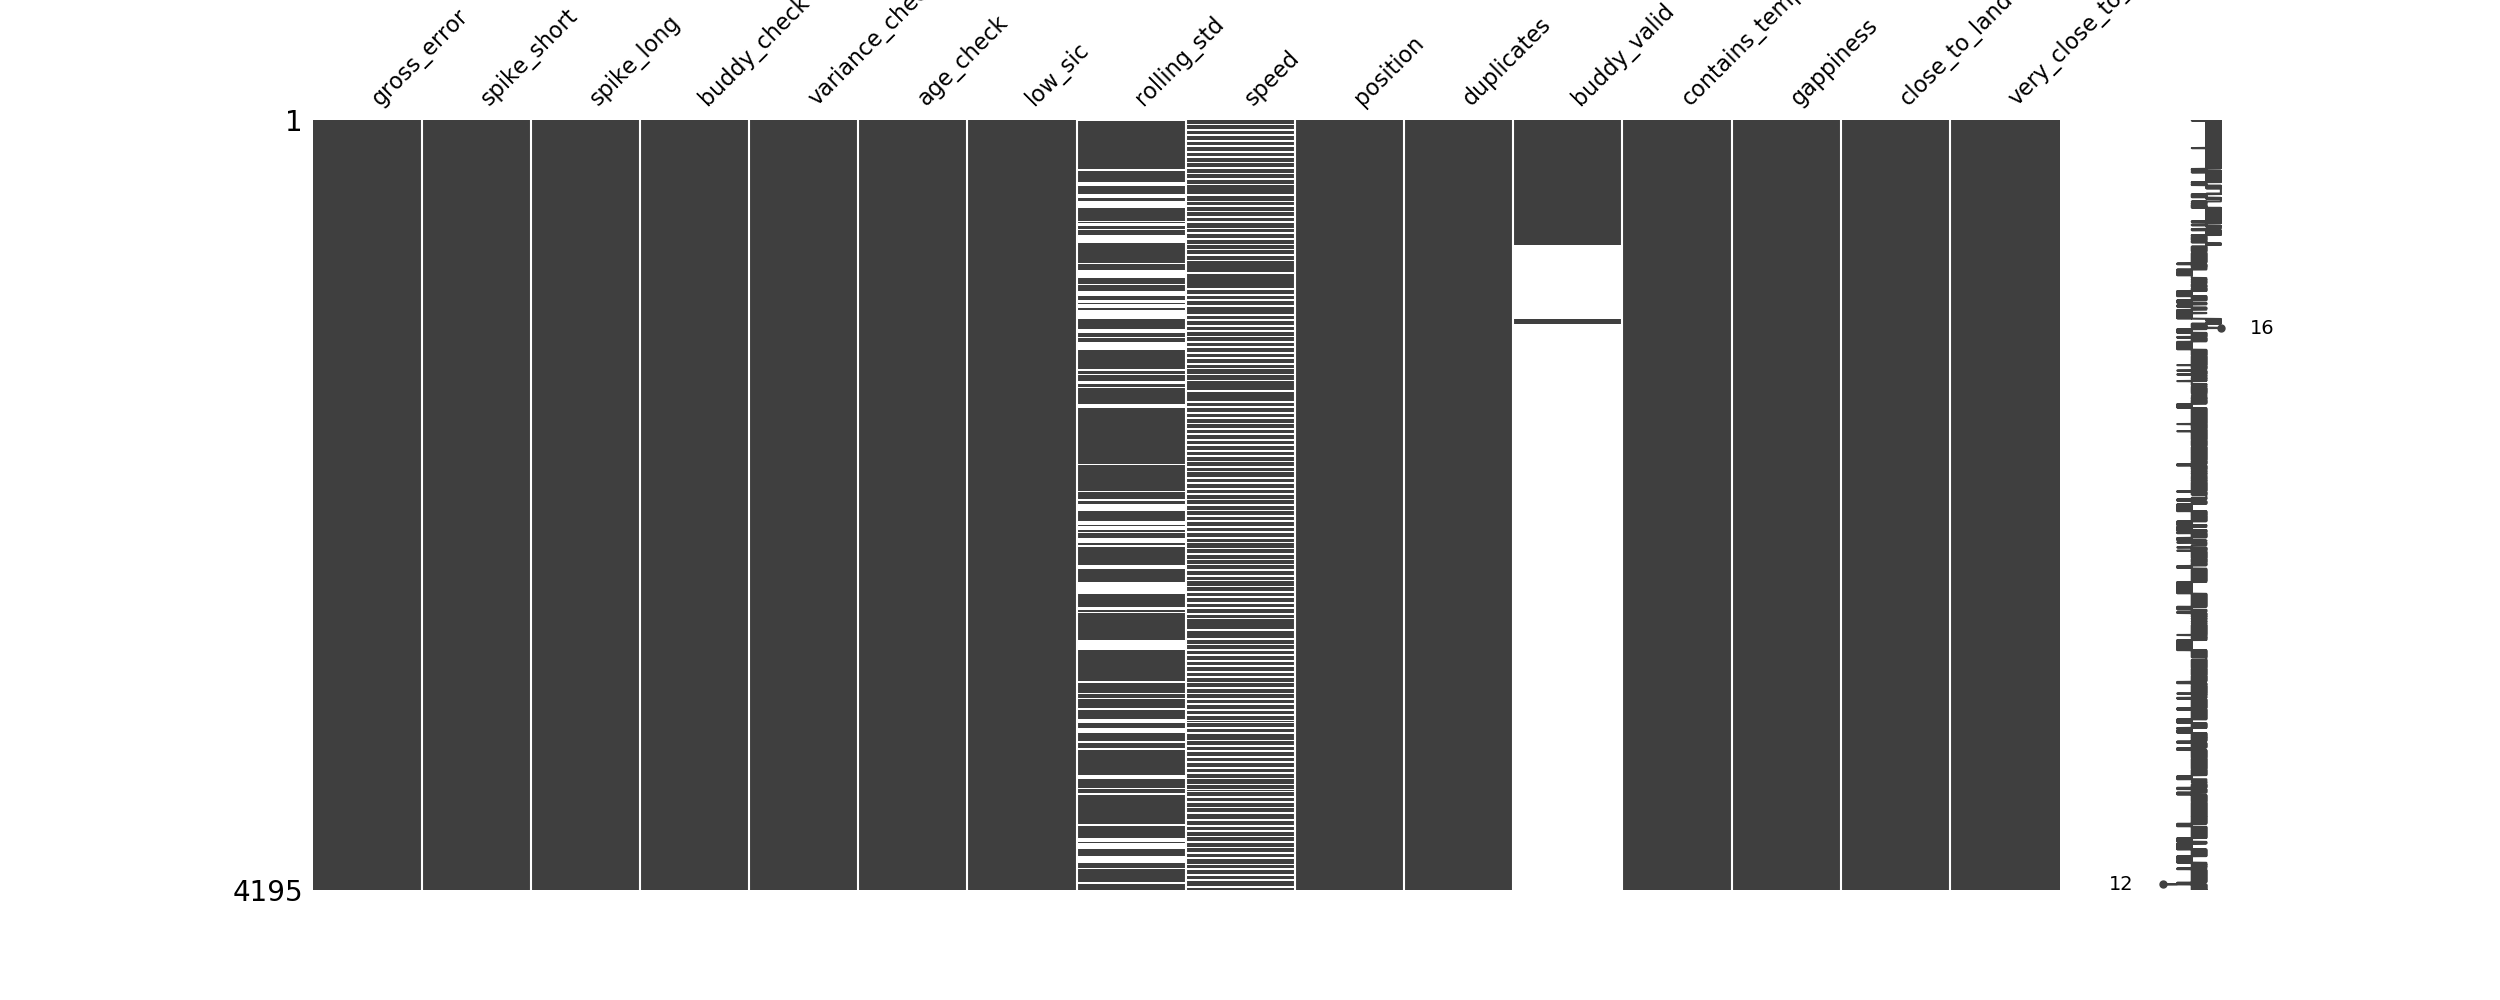 gross_error
spike_short
spike_long
buddy_check
age_check
low_sic
rolling_std
speed
position
duplicates
buddy_valid
gappiness
close_to_land
1
16
12
4195